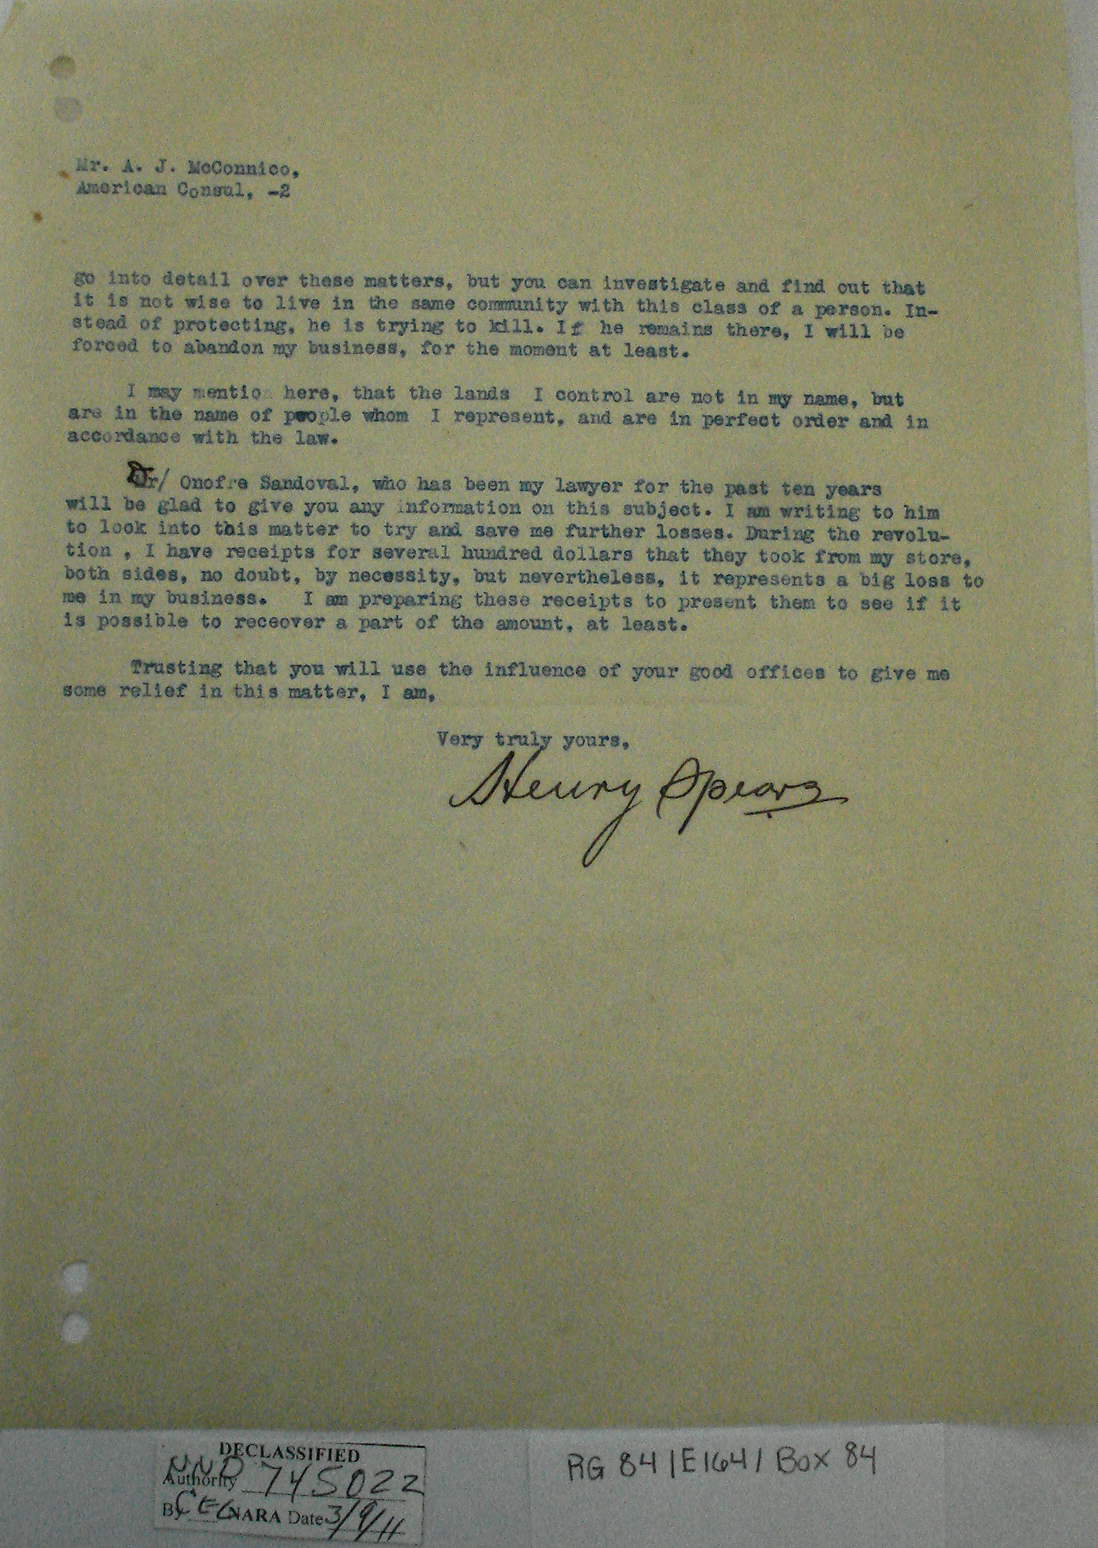 Mr. A. J. McConnico,
American Consul, -2
go into detail over these matters, but you can investigate and find out that
it is not wise to live in the same community with this class of a person. In-
stead of protecting, he is trying to kill. If he remains there, I will be
forced to abandon my business, for the moment at least.
I may mention here, that the lands I control are not in my name, but
are in the name of people whom I represent, and are in perfect order and in
accordance with the law.
Dr/ Onofre Sandoval, who has been my lawyer for the past ten years
will be glad to give you any information on this subject. I am writing to him
to look into this matter to try and save me further losses. During the revolu-
tion , I have receipts for several hundred dollars that they took from my store,
both sides, no doubt, by necessity, but nevertheless, it represents a big loss to
me in my business. I am preparing these receipts to present them to see if it
is possible to receover a part of the amount, at least.
Trusting that you will use the influence of your good offices to give me
some relief in this matter, I am,
Very truly yours,
Henry Spears
DECLASSIFIED
Authority NND 745022
By CEG NARA Date 3/9/11
RG 84 | E164 | Box 84